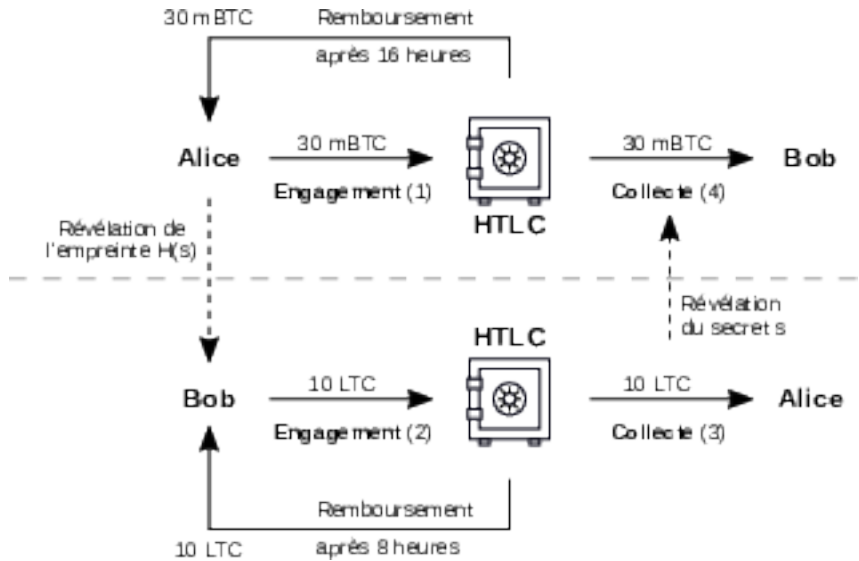 30 mBTC Remboursement
après 16 heures
Alice 30 mBTC 30 mBTC Bob
Engagement (1) Collecte (4)
HTLC
Révélation de
l'empreinte H(s)
Révélation
du secret s
HTLC
Bob 10 LTC 10 LTC Alice
Engagement (2) Collecte (3)
Remboursement
10 LTC après 8 heures